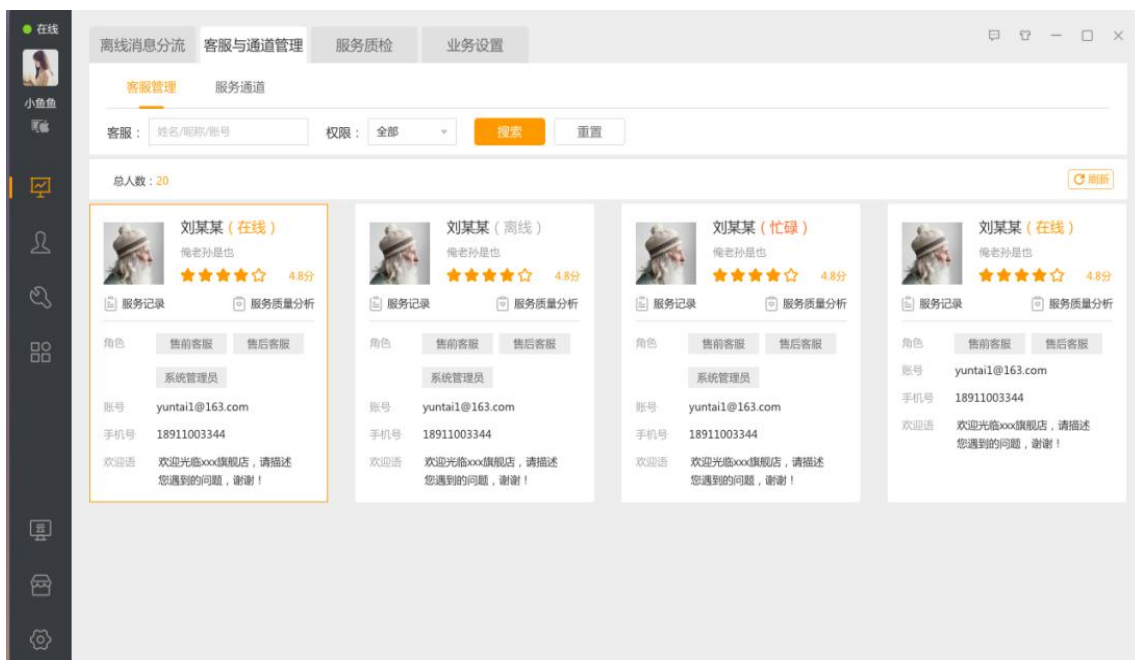 在线
小鱼鱼
离线消息分流 客服与通道管理 服务质检 业务设置
客服管理 服务通道
客服： 姓名/昵称/账号 权限： 全部 搜索 重置
总人数：20 刷新
刘某某（在线）
俺老孙是也
4.8分
服务记录 服务质量分析
角色 售前客服 售后客服
系统管理员
账号 yuntai1@163.com
手机号 18911003344
欢迎语 欢迎光临xxx旗舰店，请描述
您遇到的问题，谢谢！
刘某某（离线）
俺老孙是也
4.8分
服务记录 服务质量分析
角色 售前客服 售后客服
系统管理员
账号 yuntai1@163.com
手机号 18911003344
欢迎语 欢迎光临xxx旗舰店，请描述
您遇到的问题，谢谢！
刘某某（忙碌）
俺老孙是也
4.8分
服务记录 服务质量分析
角色 售前客服 售后客服
系统管理员
账号 yuntai1@163.com
手机号 18911003344
欢迎语 欢迎光临xxx旗舰店，请描述
您遇到的问题，谢谢！
刘某某（在线）
俺老孙是也
4.8分
服务记录 服务质量分析
角色 售前客服 售后客服
账号 yuntai1@163.com
手机号 18911003344
欢迎语 欢迎光临xxx旗舰店，请描述
您遇到的问题，谢谢！
云